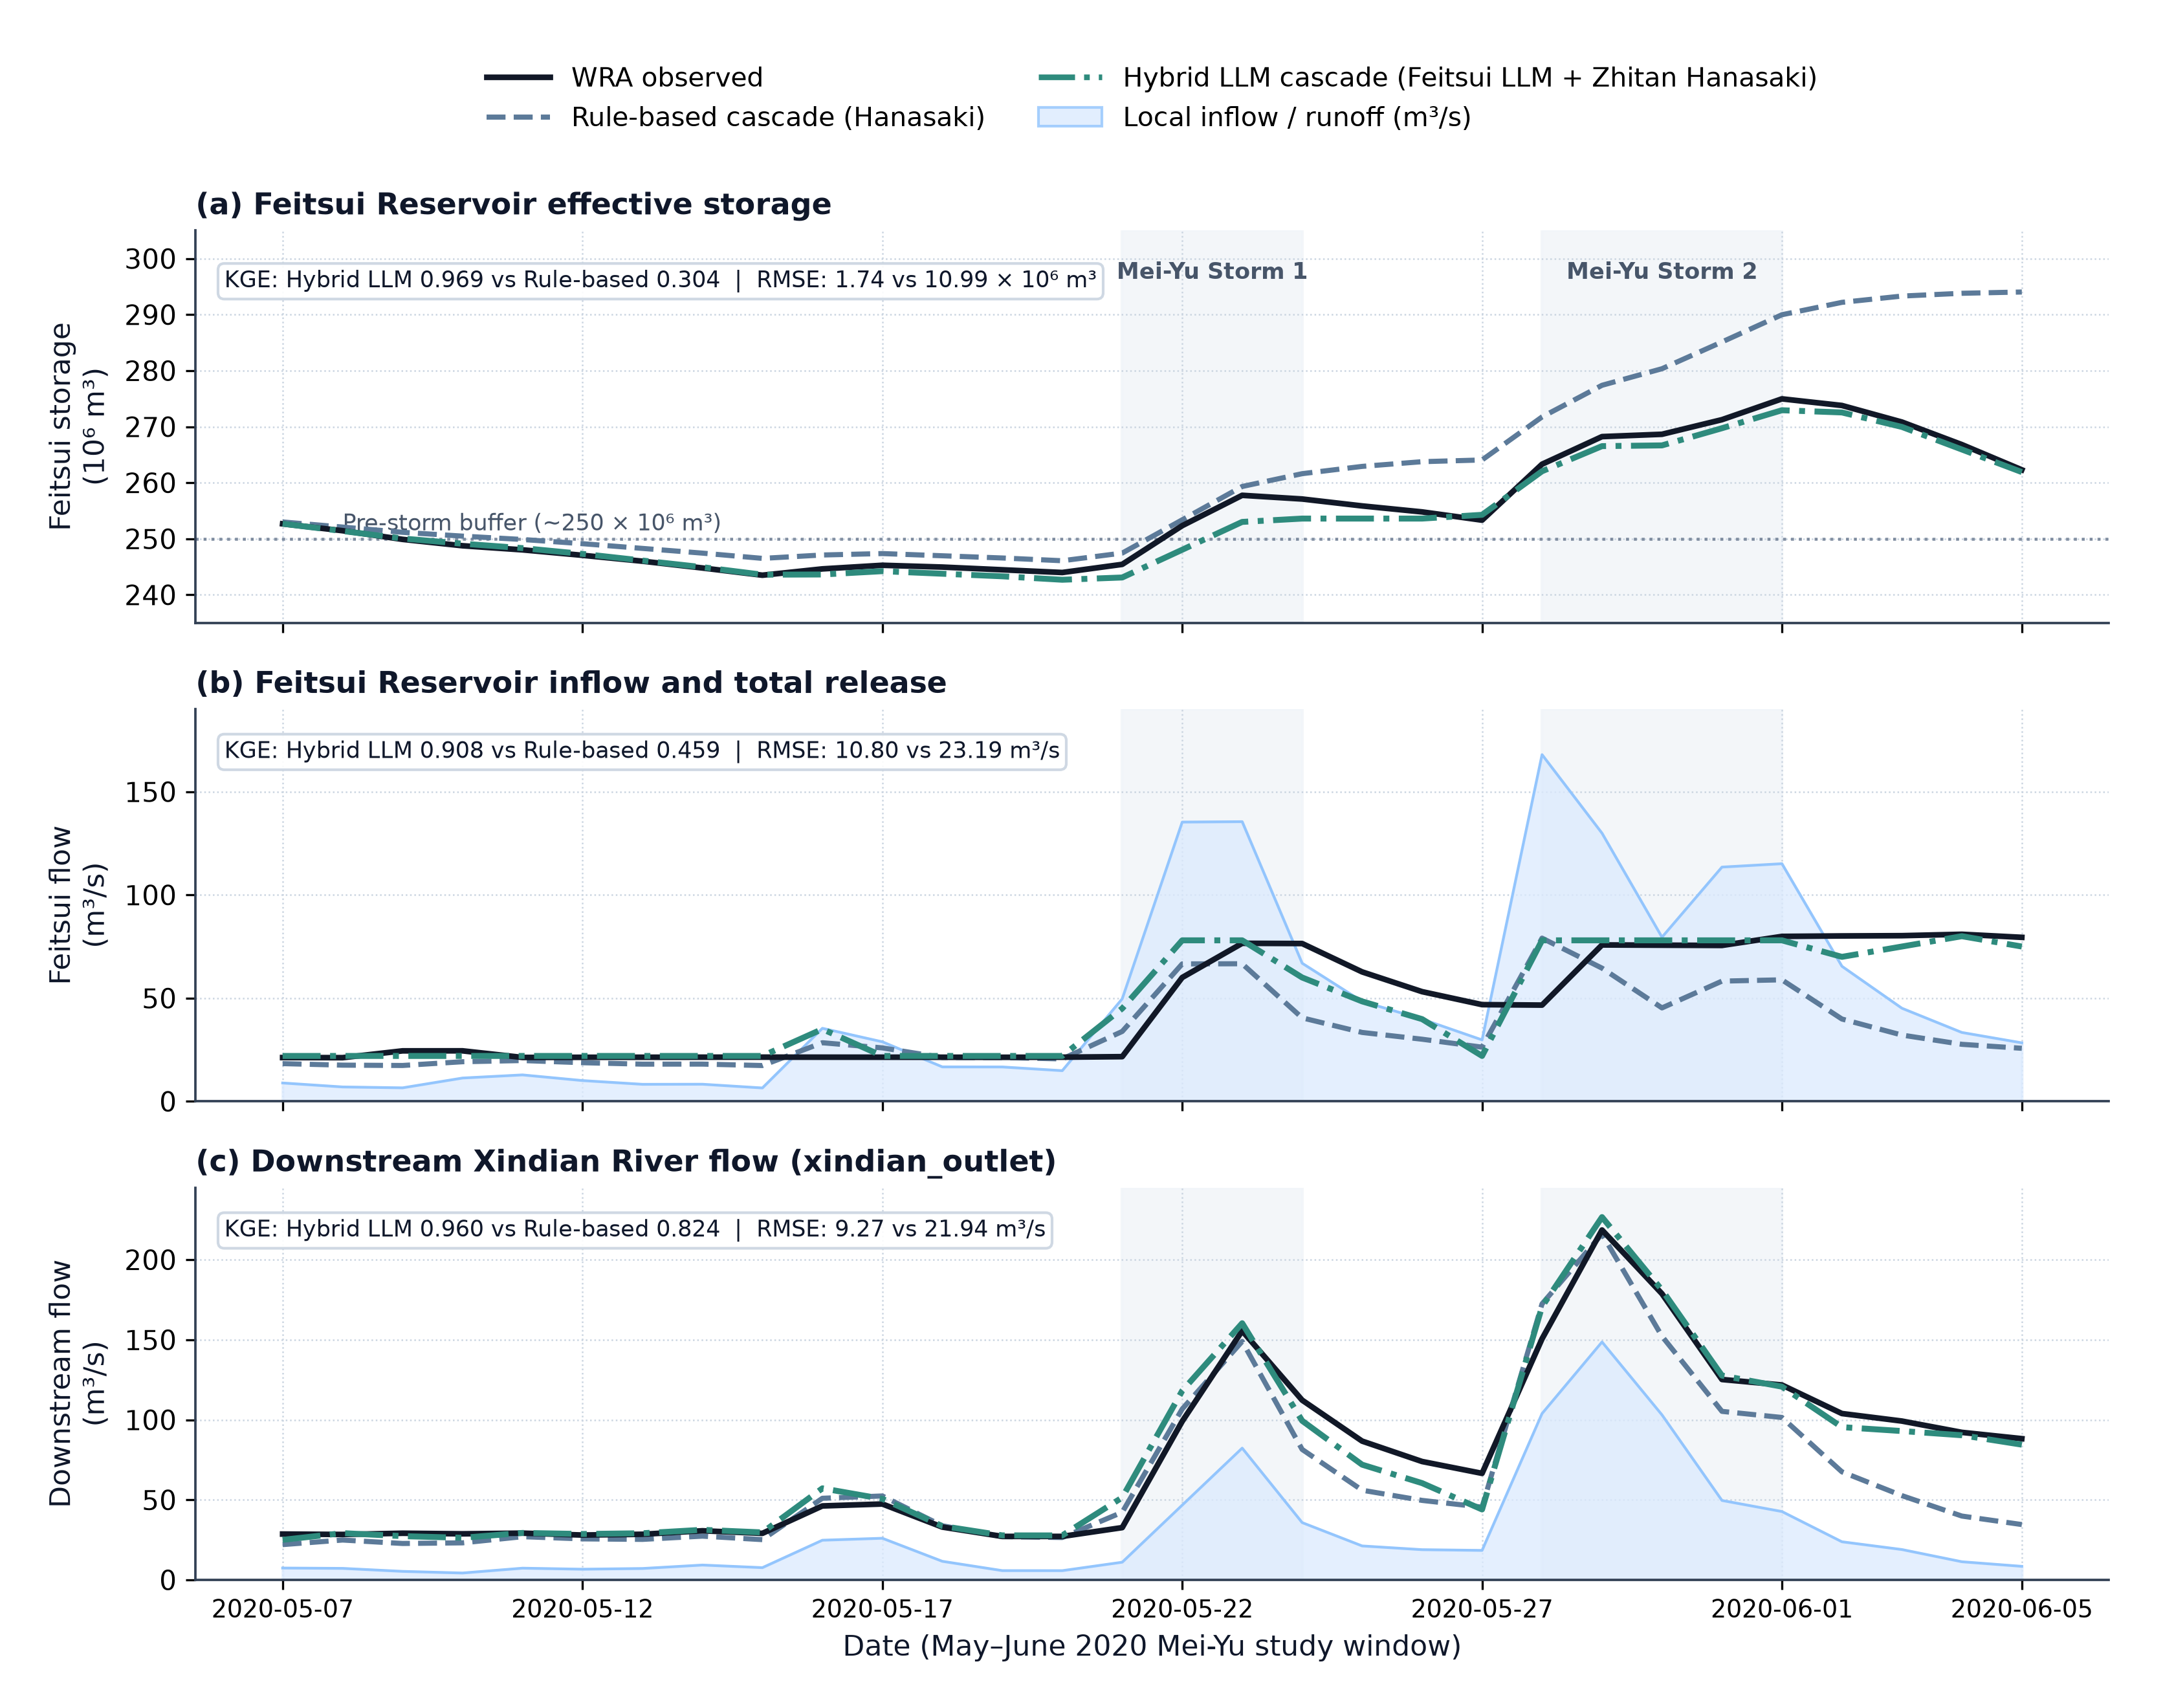 WRA observed
Rule-based cascade (Hanasaki)
Hybrid LLM cascade (Feitsui LLM + Zhitan Hanasaki)
Local inflow / runoff (m³/s)
(a) Feitsui Reservoir effective storage
KGE: Hybrid LLM 0.969 vs Rule-based 0.304 | RMSE: 1.74 vs 10.99 × 10⁶ m³
Mei-Yu Storm 1
Mei-Yu Storm 2
Pre-storm buffer (~250 × 10⁶ m³)
Feitsui storage
(10⁶ m³)
300
290
280
270
260
250
240
(b) Feitsui Reservoir inflow and total release
KGE: Hybrid LLM 0.908 vs Rule-based 0.459 | RMSE: 10.80 vs 23.19 m³/s
Feitsui flow
(m³/s)
150
100
50
0
(c) Downstream Xindian River flow (xindian_outlet)
KGE: Hybrid LLM 0.960 vs Rule-based 0.824 | RMSE: 9.27 vs 21.94 m³/s
Downstream flow
(m³/s)
200
150
100
50
0
2020-05-07
2020-05-12
2020-05-17
2020-05-22
2020-05-27
2020-06-01
2020-06-05
Date (May–June 2020 Mei-Yu study window)